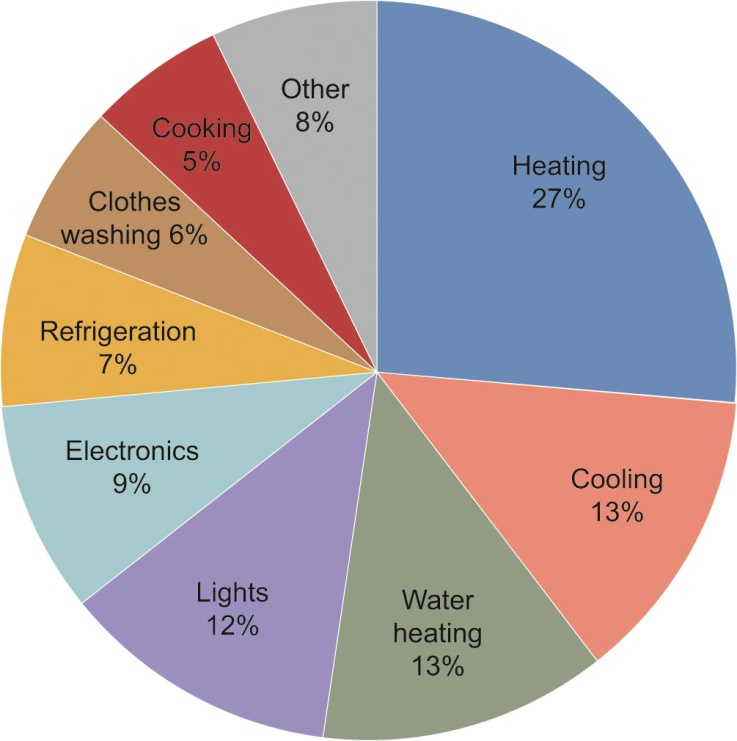 Heating
27%
Cooling
13%
Water
heating
13%
Lights
12%
Electronics
9%
Refrigeration
7%
Clothes
washing 6%
Cooking
5%
Other
8%